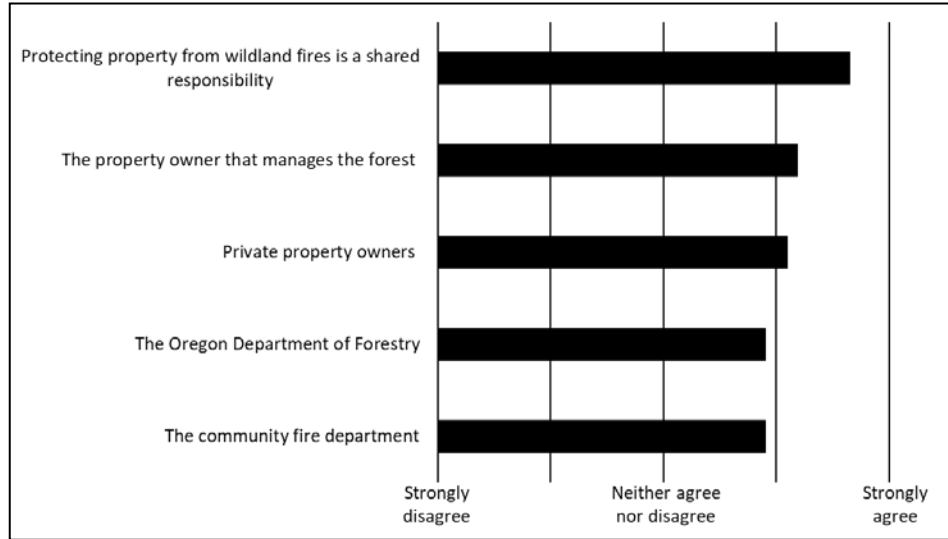 Protecting property from wildland fires is a shared
responsibility
The property owner that manages the forest
Private property owners
The Oregon Department of Forestry
The community fire department
Strongly
disagree
Neither agree
nor disagree
Strongly
agree